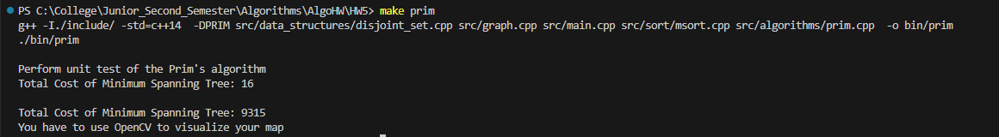 PS C:\College\Junior_Second_Semester\Algorithms\AlgoHW\HW5> make prim
g++ -I./include/ -std=c++14  -DPRIM src/data_structures/disjoint_set.cpp src/graph.cpp src/main.cpp src/sort/msort.cpp src/algorithms/prim.cpp  -o bin/prim
./bin/prim
Perform unit test of the Prim's algorithm
Total Cost of Minimum Spanning Tree: 16
Total Cost of Minimum Spanning Tree: 9315
You have to use OpenCV to visualize your map